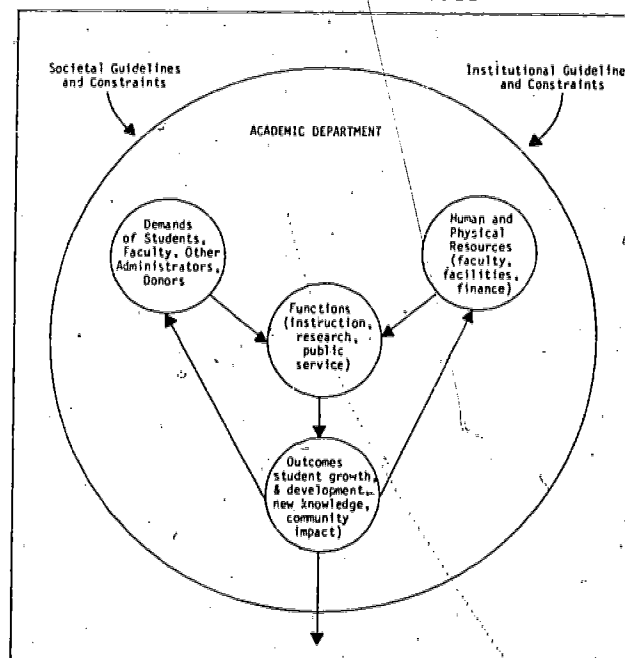 Societal Guidelines
and Constraints
Institutional Guideline
and Constraints
ACADEMIC DEPARTMENT
Demands
of Students,
Faculty, Other
Administrators,
Donors
Human and
Physical
Resources
(faculty,
facilities,
finance)
Functions
(instruction,
research,
public
service)
Outcomes
student growth,
& development,
new knowledge,
community
impact)